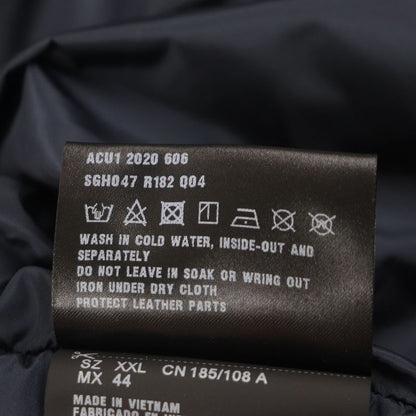 ACU1 2020 606
SGH047 R182 Q04
WASH IN COLD WATER, INSIDE-OUT AND
SEPARATELY
DO NOT LEAVE IN SOAK OR WRING OUT
IRON UNDER DRY CLOTH
PROTECT LEATHER PARTS
SZ XXL CN 185/108 A
MX 44
MADE IN VIETNAM
FABRICADO EN